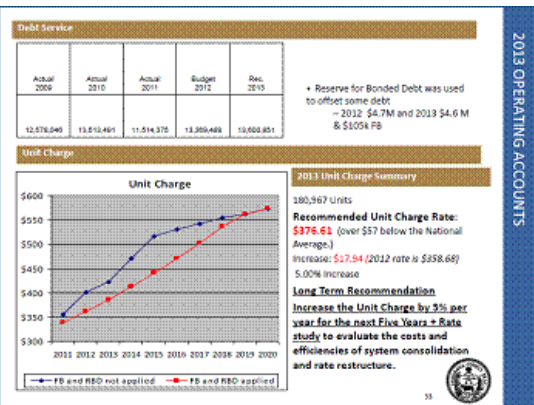 Debt Service
Actual 2009 Actual 2010 Actual 2011 Budget 2012 Rec. 2013
12,578,046 13,513,491 11,514,375 13,369,488 13,600,851
+ Reserve for Bonded Debt was used
to offset some debt
– 2012 $4.7M and 2013 $4.6 M
& $105k FB
2013 OPERATING ACCOUNTS
Unit Charge
Unit Charge
$600
$550
$500
$450
$400
$350
$300
2011 2012 2013 2014 2015 2016 2017 2018 2019 2020
FB and RBD not applied FB and RBD applied
2013 Unit Charge Summary
180,967 Units
Recommended Unit Charge Rate:
$376.61 (over $57 below the National
Average.)
Increase: $17.94 (2012 rate is $358.68)
5.00% Increase
Long Term Recommendation
Increase the Unit Charge by 5% per
year for the next Five Years + Rate
study to evaluate the costs and
efficiencies of system consolidation
and rate restructure.
53